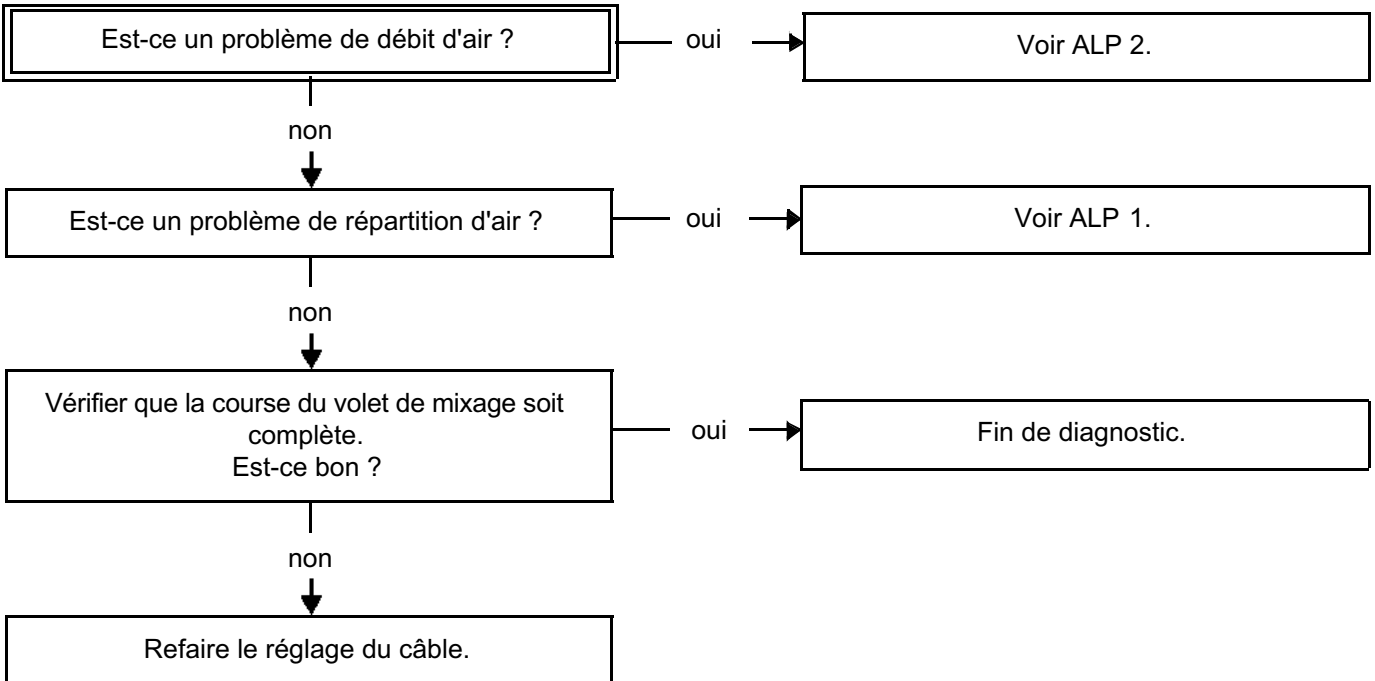 Est-ce un problème de débit d'air ?
oui
Voir ALP 2.
non
Est-ce un problème de répartition d'air ?
oui
Voir ALP 1.
non
Vérifier que la course du volet de mixage soit
complète.
Est-ce bon ?
oui
Fin de diagnostic.
non
Refaire le réglage du câble.